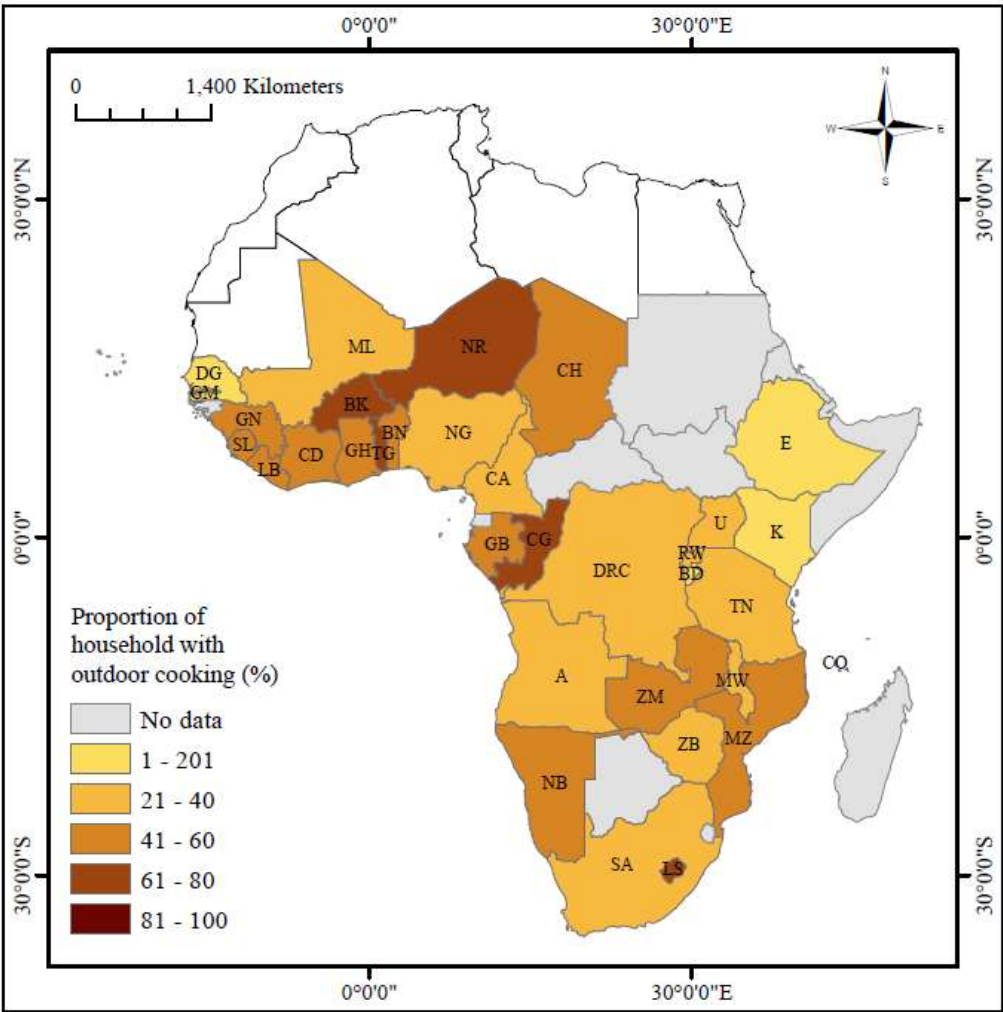 0°0'0"
30°0'0"E
0
1,400 Kilometers
N
W
E
S
30°0'0"N
30°0'0"N
ML
NR
CH
DG
GM
BK
GN
BN
NG
E
SL
CD
GH
TG
LB
CA
U
K
0°0'0"
0°0'0"
GB
CG
RW
DRC
BD
TN
A
CO
MW
ZM
ZB
MZ
NB
SA
LS
30°0'0"S
30°0'0"S
Proportion of
household with
outdoor cooking (%)
No data
1 - 201
21 - 40
41 - 60
61 - 80
81 - 100
0°0'0"
30°0'0"E